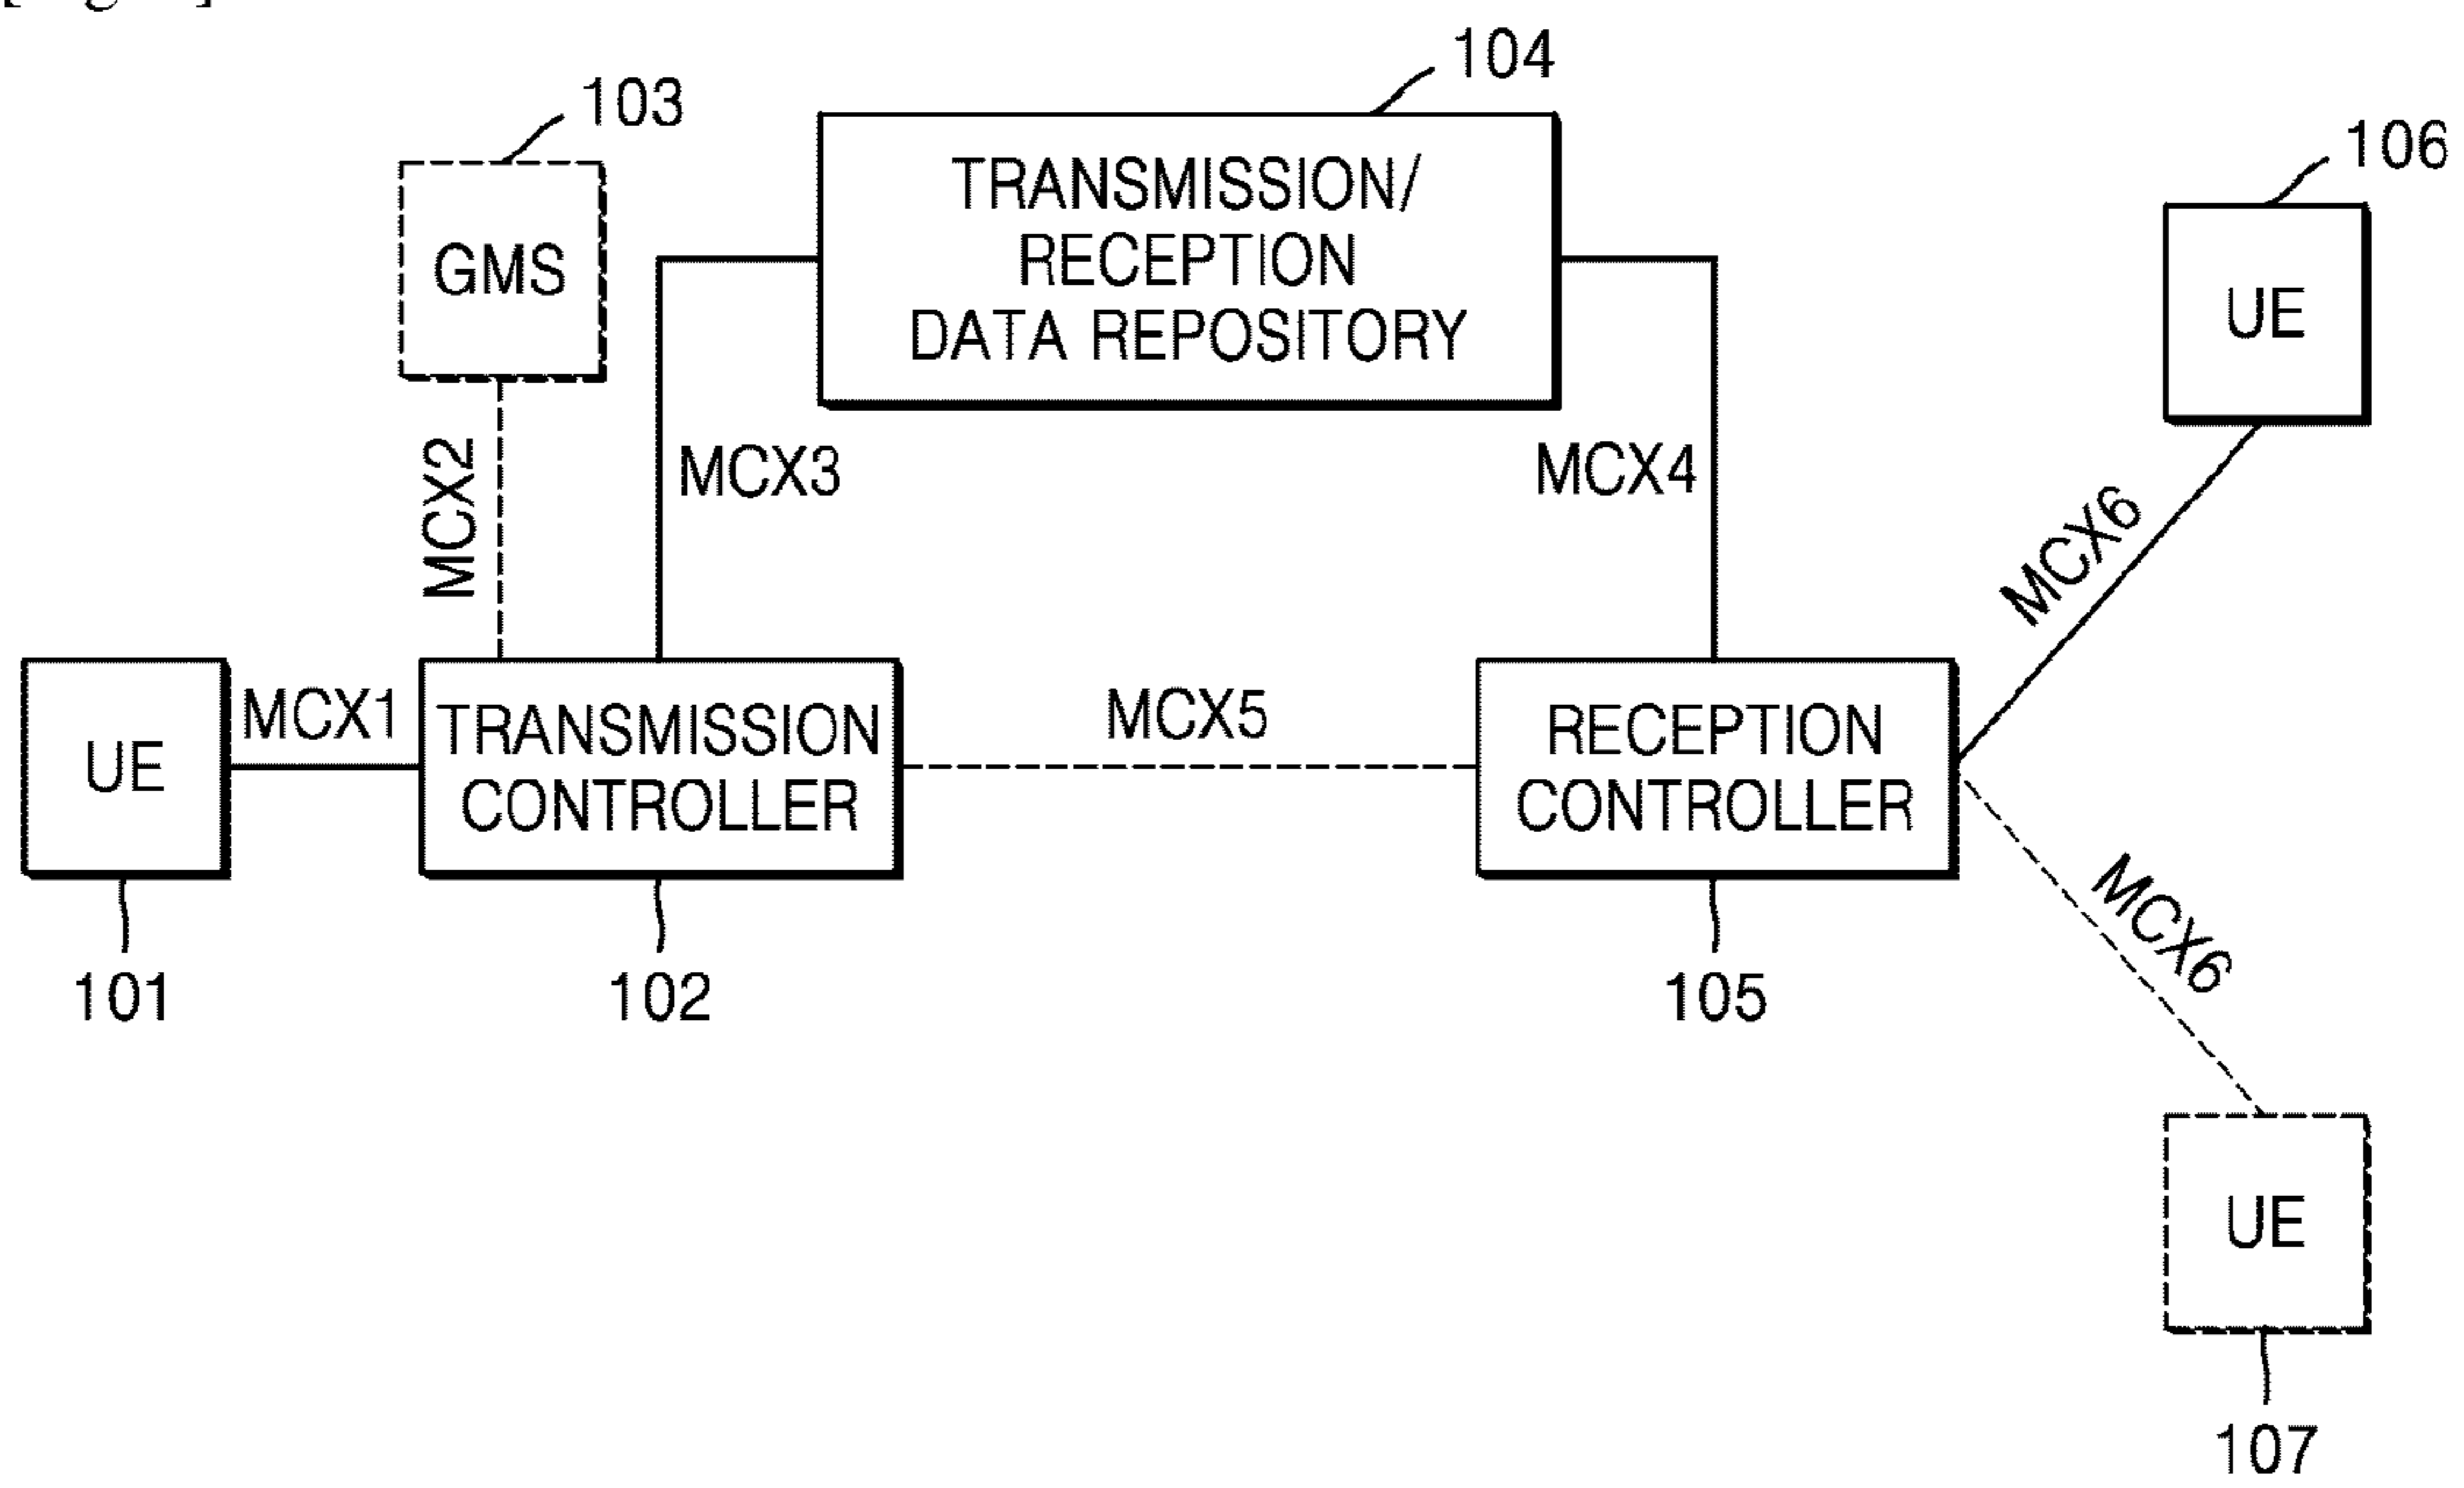 104
103
106
TRANSMISSION/
RECEPTION
DATA REPOSITORY
GMS
UE
MCX2
MCX3
MCX4
MCX6
UE
MCX1
TRANSMISSION
CONTROLLER
MCX5
RECEPTION
CONTROLLER
MCX6
101
102
105
UE
107